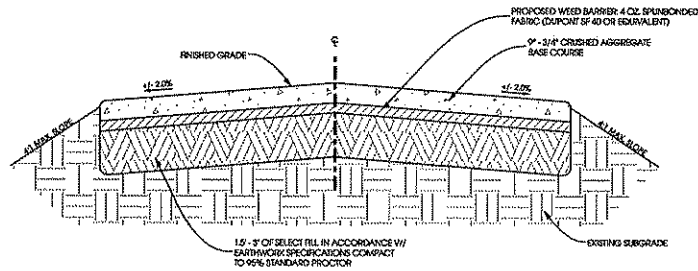 PROPOSED WEED BARRIER: 4 OZ. SPUNBONDED
FABRIC (DUPONT SF 40 OR EQUIVALENT)
℄
FINISHED GRADE
9" - 3/4" CRUSHED AGGREGATE
BASE COURSE
+/- 2.0%
+/- 2.0%
4:1 MAX. SLOPE
4:1 MAX. SLOPE
1.5' - 3' OF SELECT FILL IN ACCORDANCE W/
EARTHWORK SPECIFICATIONS COMPACT
TO 95% STANDARD PROCTOR
EXISTING SUBGRADE